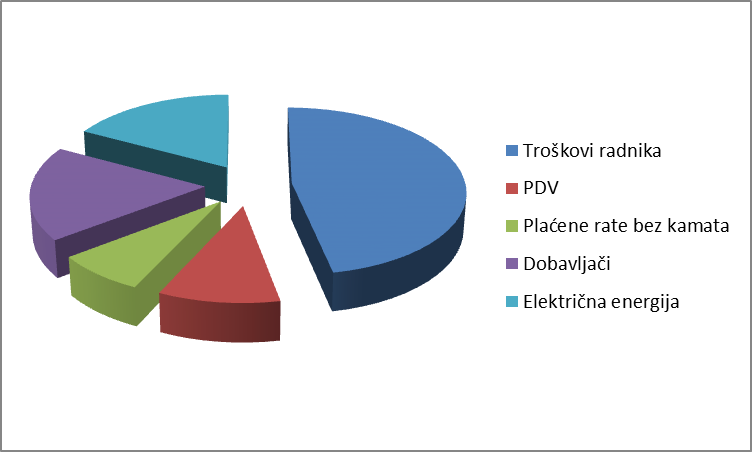 Troškovi radnika
PDV
Plaćene rate bez kamata
Dobavljači
Električna energija